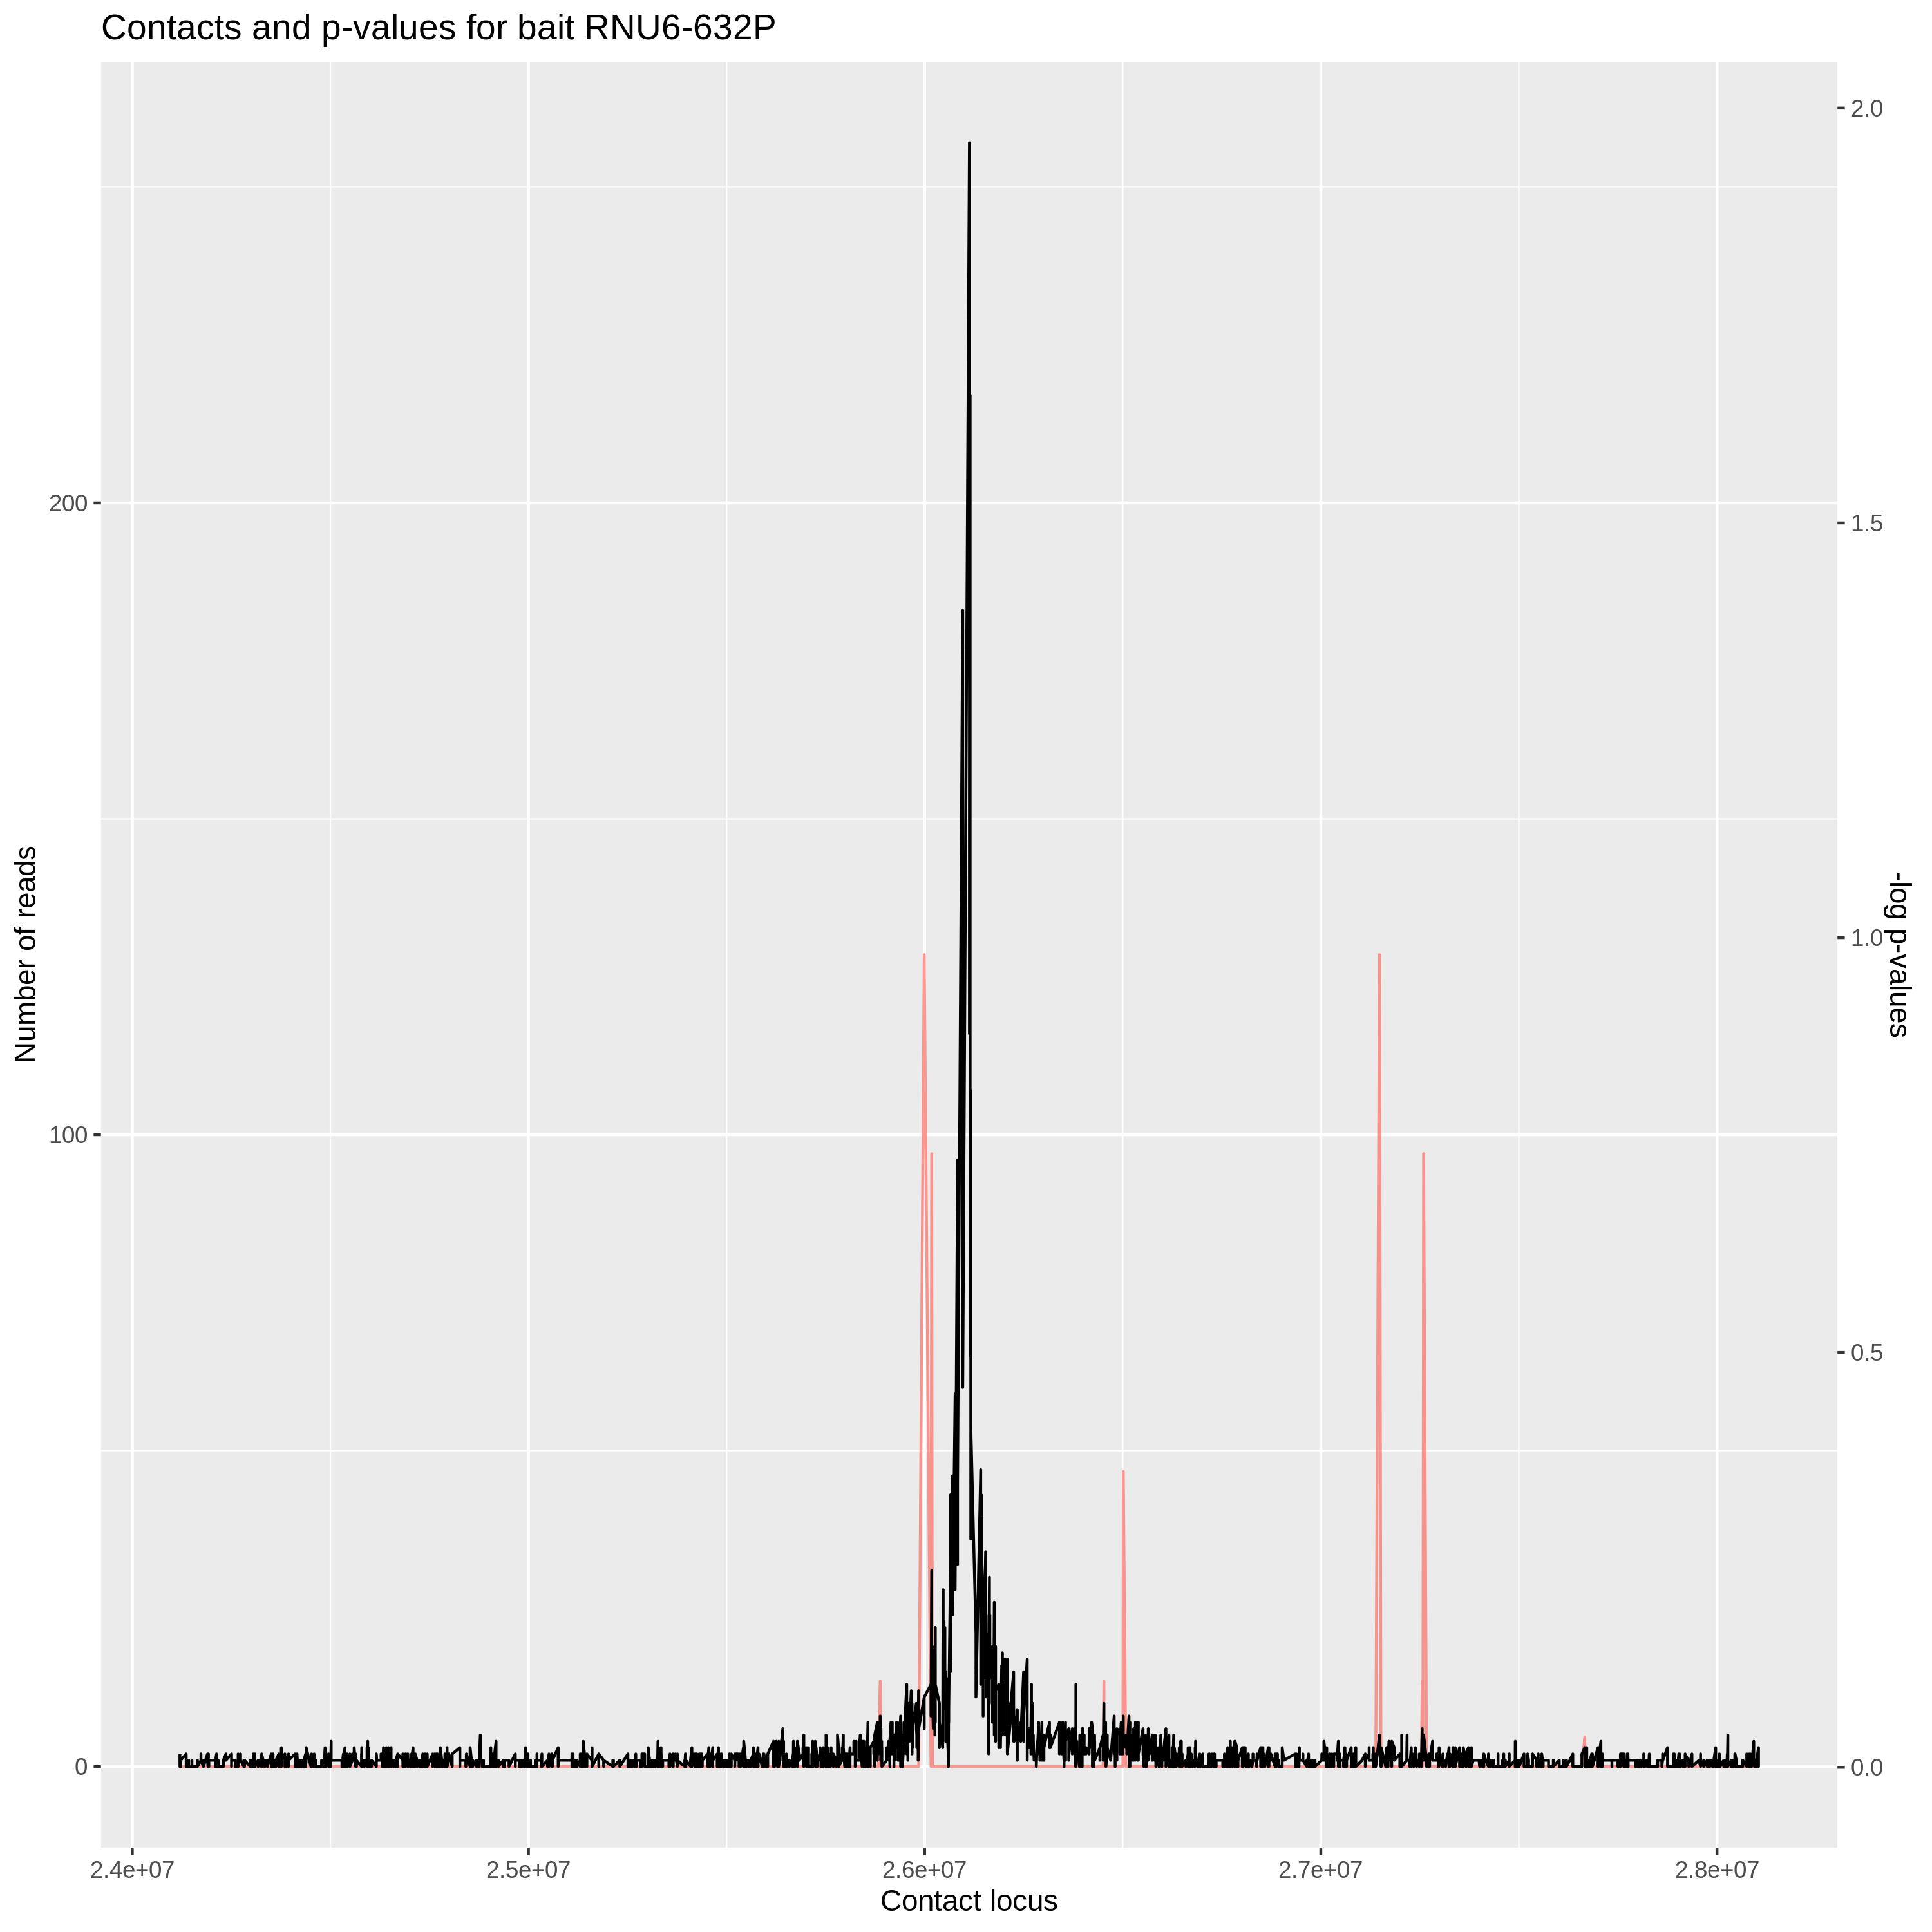 Contacts and p-values for bait RNU6-632P
2.0
200
1.5
Number of reads
-log p-values
1.0
100
0.5
0
0.0
2.4e+07
2.5e+07
2.6e+07
2.7e+07
2.8e+07
Contact locus